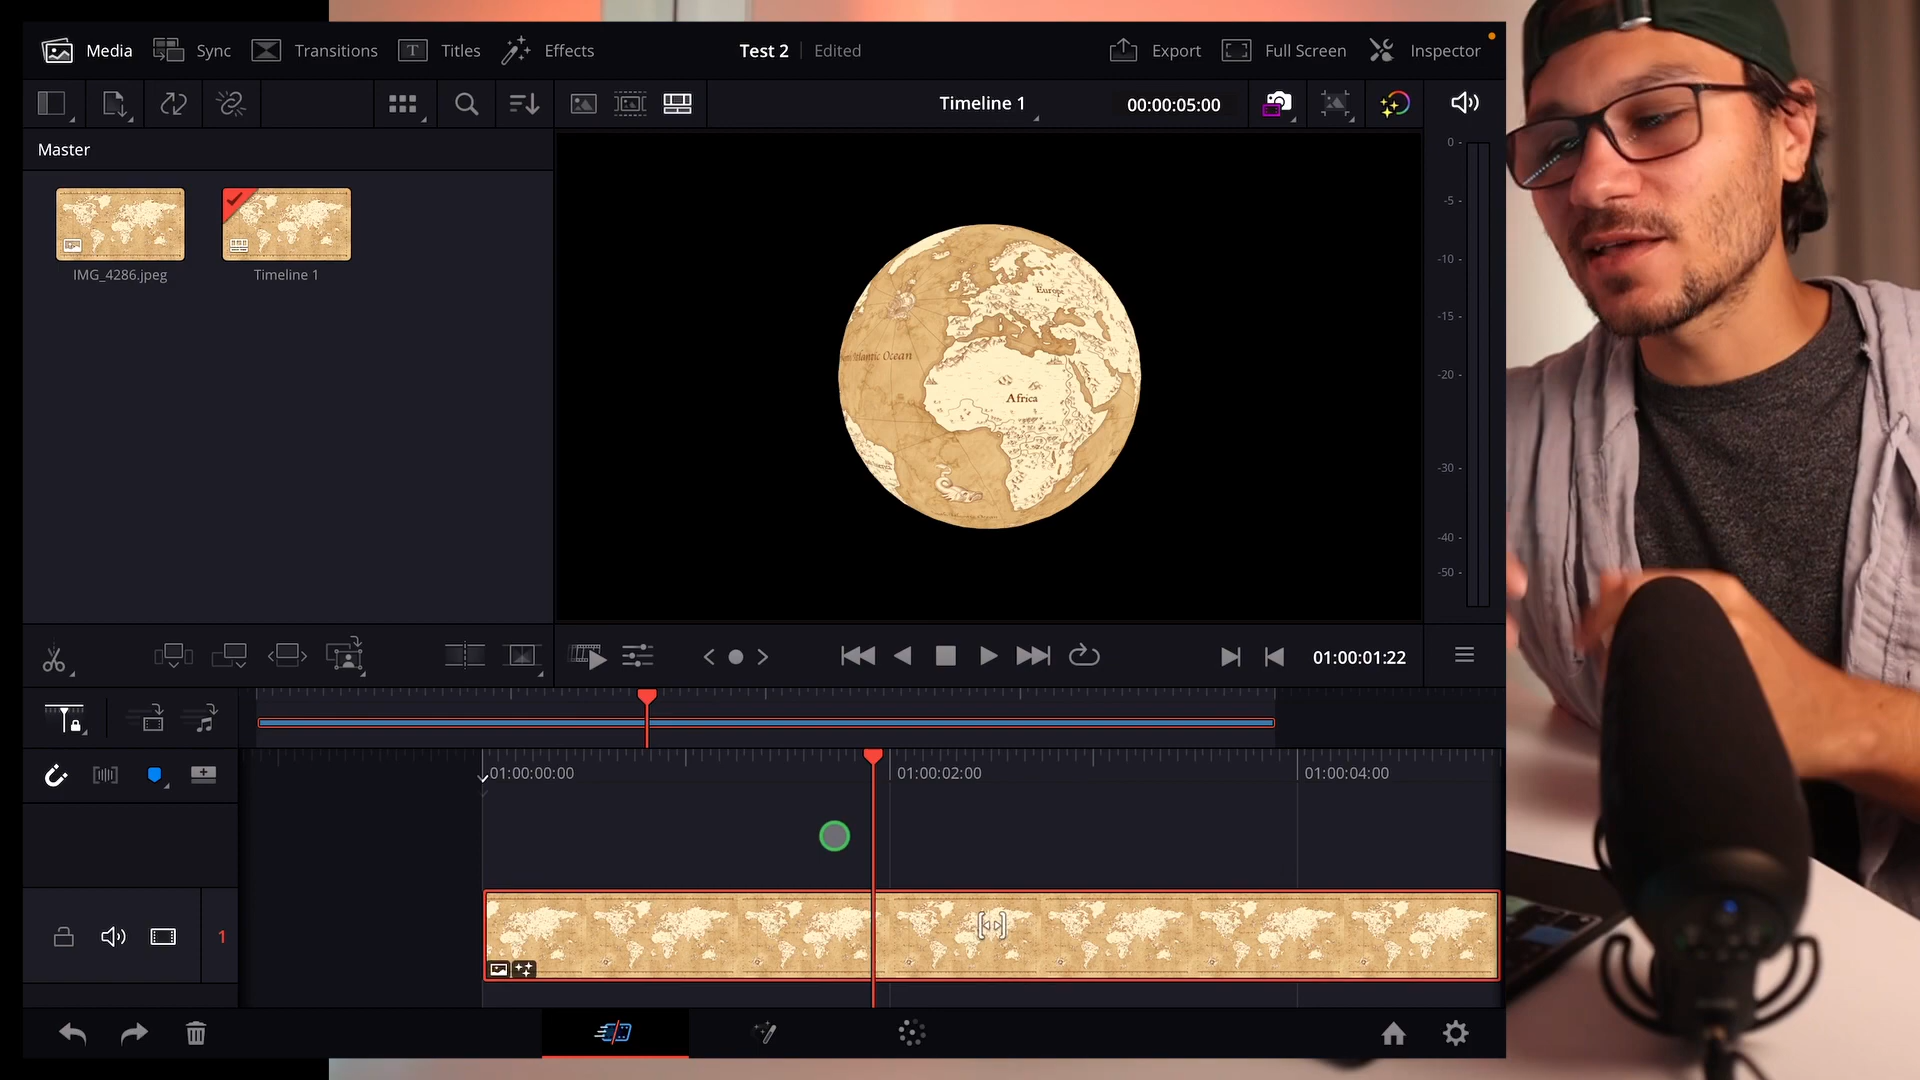 Media Sync Transitions Titles Effects Test 2 Edited Export Full Screen Inspector
Timeline 1 00:00:05:00
Master
IMG_4286.jpeg Timeline 1
Europe
Atlantic Ocean
Africa
0
-5
-10
-15
-20
-30
-40
-50
01:00:01:22
01:00:00:00 01:00:02:00 01:00:04:00
1